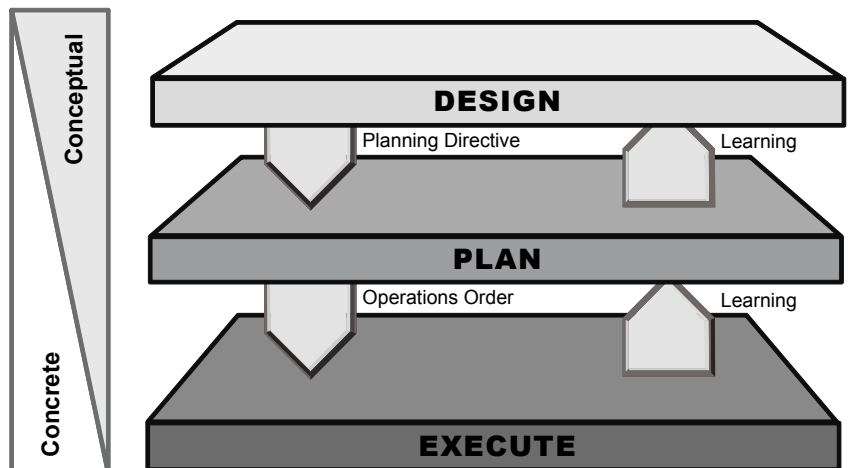 Conceptual
DESIGN
Planning Directive
Learning
PLAN
Operations Order
Learning
Concrete
EXECUTE